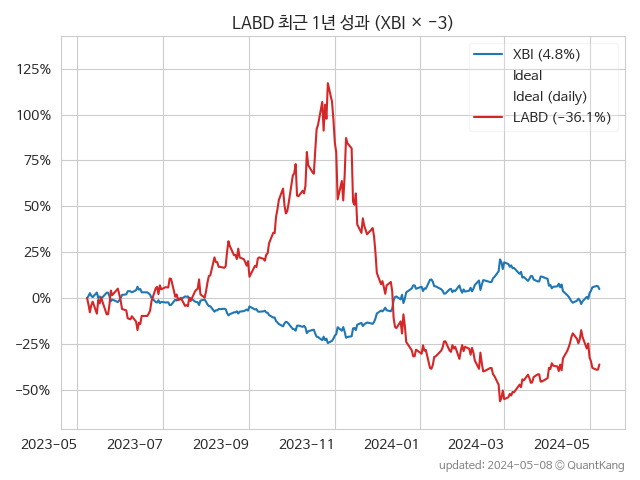 LABD 최근 1년 성과 (XBI × −3)
XBI (4.8%)
Ideal
Ideal (daily)
LABD (−36.1%)
125%
100%
75%
50%
25%
0%
−25%
−50%
2023-05
2023-07
2023-09
2023-11
2024-01
2024-03
2024-05
updated: 2024-05-08 © QuantKang